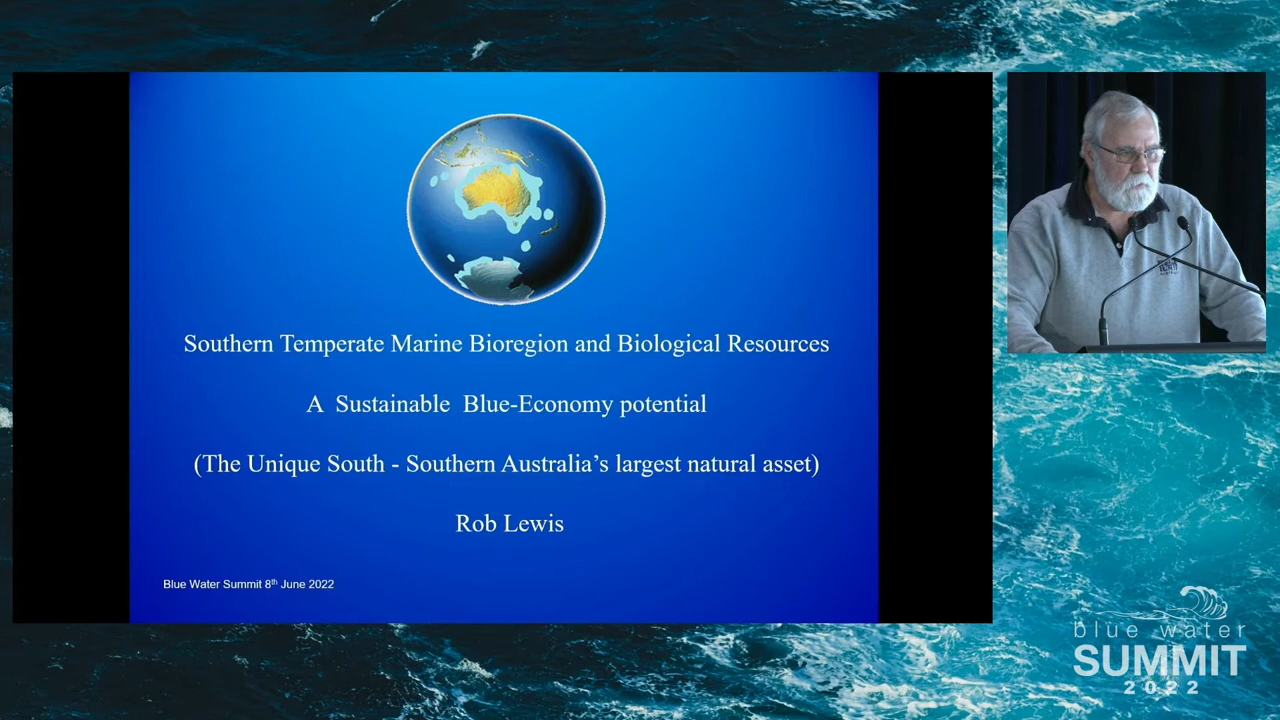 Southern Temperate Marine Bioregion and Biological Resources
A Sustainable Blue-Economy potential
(The Unique South - Southern Australia's largest natural asset)
Rob Lewis
Blue Water Summit 8th June 2022
blue water
SUMMIT
2022